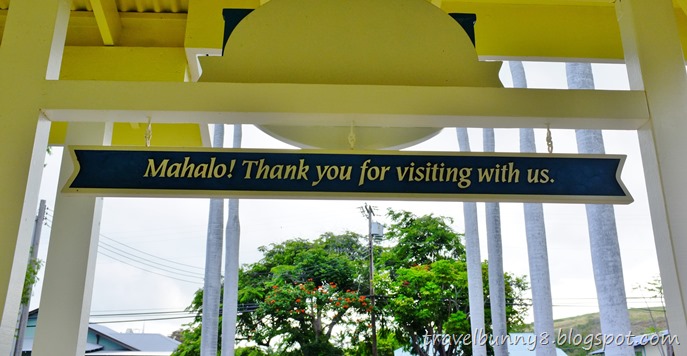 Mahalo! Thank you for visiting with us.
travelbunny8.blogspot.com